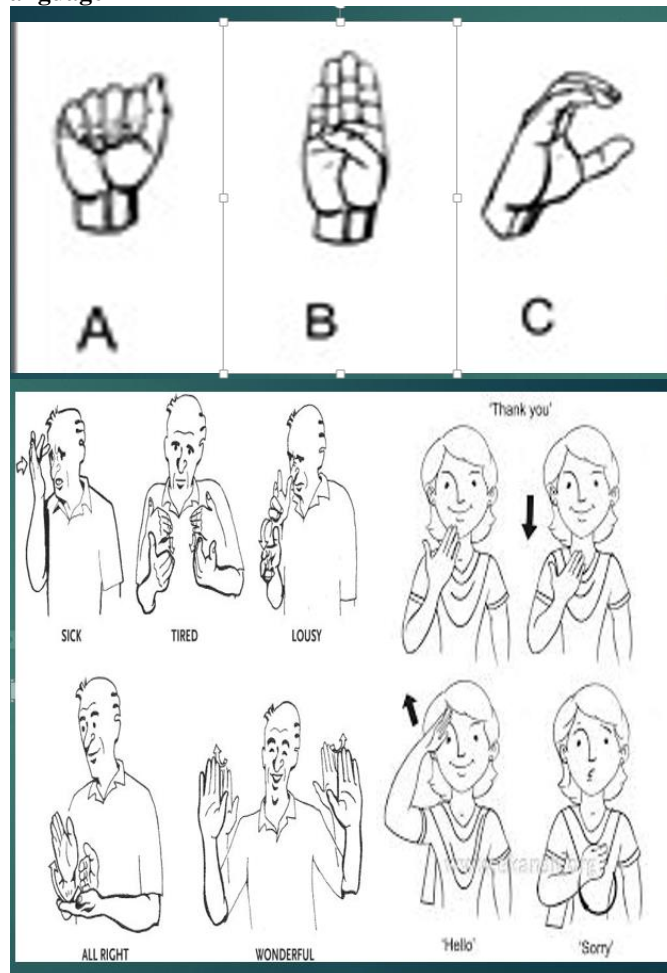 A
B
C
SICK
TIRED
LOUSY
'Thank you'
ALL RIGHT
WONDERFUL
'Hello'
'Sorry'